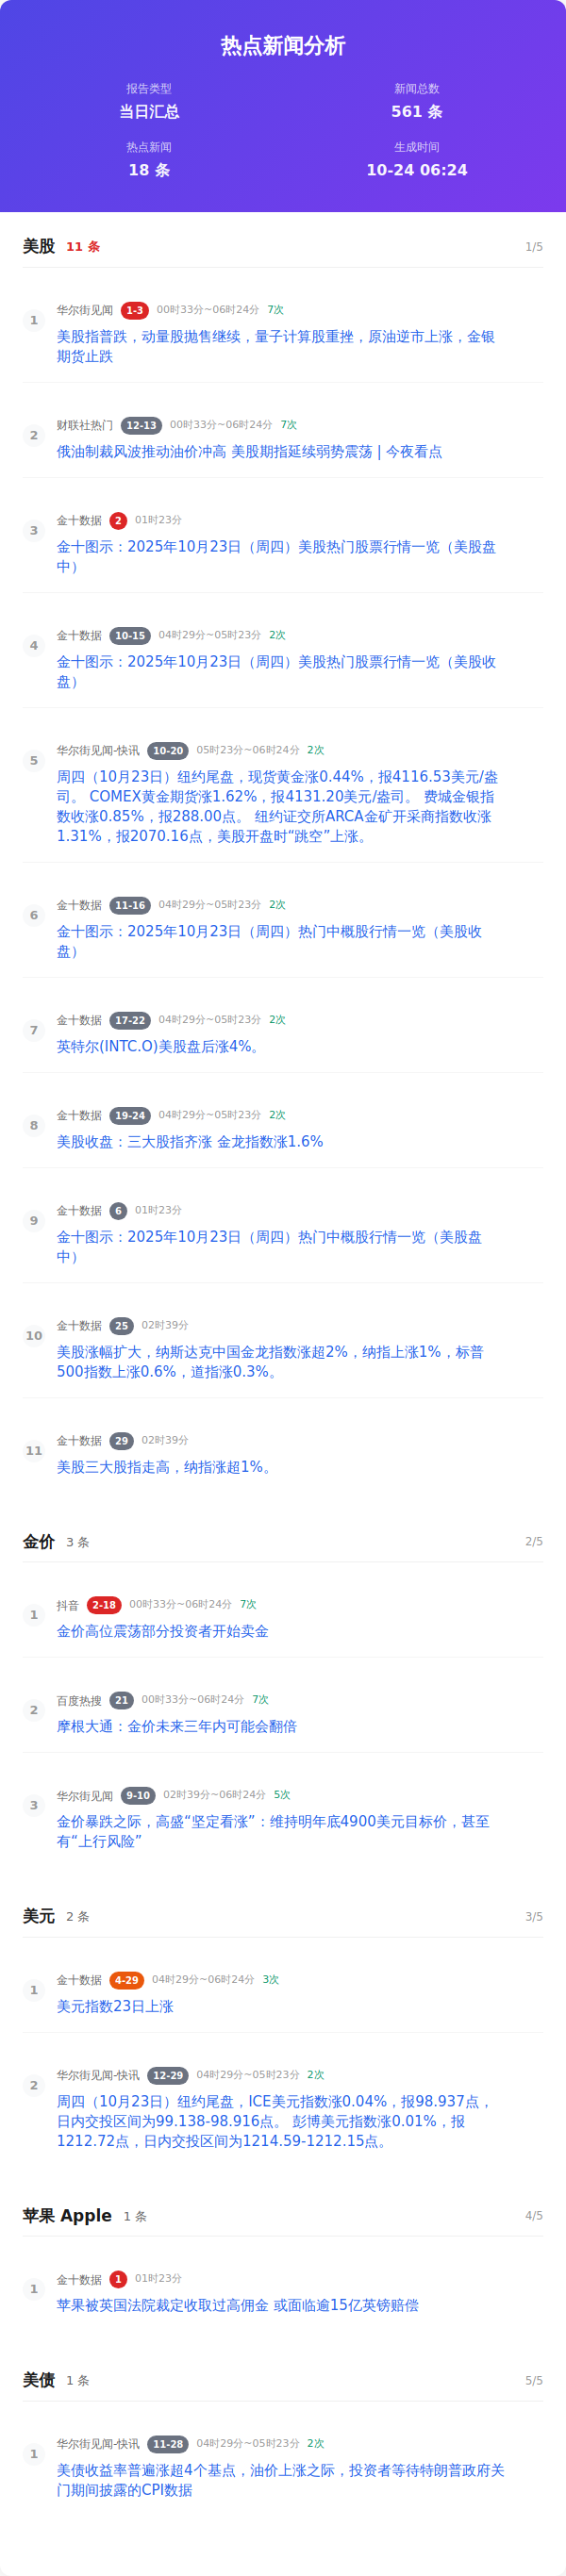 热点新闻分析
报告类型
当日汇总
新闻总数
561 条
热点新闻
18 条
生成时间
10-24 06:24
美股 11 条 1/5
1
华尔街见闻 1-3 00时33分~06时24分 7次
美股指普跌，动量股抛售继续，量子计算股重挫，原油逆市上涨，金银
期货止跌
2
财联社热门 12-13 00时33分~06时24分 7次
俄油制裁风波推动油价冲高 美股期指延续弱势震荡 | 今夜看点
3
金十数据 2 01时23分
金十图示：2025年10月23日（周四）美股热门股票行情一览（美股盘
中）
4
金十数据 10-15 04时29分~05时23分 2次
金十图示：2025年10月23日（周四）美股热门股票行情一览（美股收
盘）
5
华尔街见闻-快讯 10-20 05时23分~06时24分 2次
周四（10月23日）纽约尾盘，现货黄金涨0.44%，报4116.53美元/盎
司。 COMEX黄金期货涨1.62%，报4131.20美元/盎司。 费城金银指
数收涨0.85%，报288.00点。 纽约证交所ARCA金矿开采商指数收涨
1.31%，报2070.16点，美股开盘时“跳空”上涨。
6
金十数据 11-16 04时29分~05时23分 2次
金十图示：2025年10月23日（周四）热门中概股行情一览（美股收
盘）
7
金十数据 17-22 04时29分~05时23分 2次
英特尔(INTC.O)美股盘后涨4%。
8
金十数据 19-24 04时29分~05时23分 2次
美股收盘：三大股指齐涨 金龙指数涨1.6%
9
金十数据 6 01时23分
金十图示：2025年10月23日（周四）热门中概股行情一览（美股盘
中）
10
金十数据 25 02时39分
美股涨幅扩大，纳斯达克中国金龙指数涨超2%，纳指上涨1%，标普
500指数上涨0.6%，道指涨0.3%。
11
金十数据 29 02时39分
美股三大股指走高，纳指涨超1%。
金价 3 条 2/5
1
抖音 2-18 00时33分~06时24分 7次
金价高位震荡部分投资者开始卖金
2
百度热搜 21 00时33分~06时24分 7次
摩根大通：金价未来三年内可能会翻倍
3
华尔街见闻 9-10 02时39分~06时24分 5次
金价暴跌之际，高盛“坚定看涨”：维持明年底4900美元目标价，甚至
有“上行风险”
美元 2 条 3/5
1
金十数据 4-29 04时29分~06时24分 3次
美元指数23日上涨
2
华尔街见闻-快讯 12-29 04时29分~05时23分 2次
周四（10月23日）纽约尾盘，ICE美元指数涨0.04%，报98.937点，
日内交投区间为99.138-98.916点。 彭博美元指数涨0.01%，报
1212.72点，日内交投区间为1214.59-1212.15点。
苹果 Apple 1 条 4/5
1
金十数据 1 01时23分
苹果被英国法院裁定收取过高佣金 或面临逾15亿英镑赔偿
美债 1 条 5/5
1
华尔街见闻-快讯 11-28 04时29分~05时23分 2次
美债收益率普遍涨超4个基点，油价上涨之际，投资者等待特朗普政府关
门期间披露的CPI数据